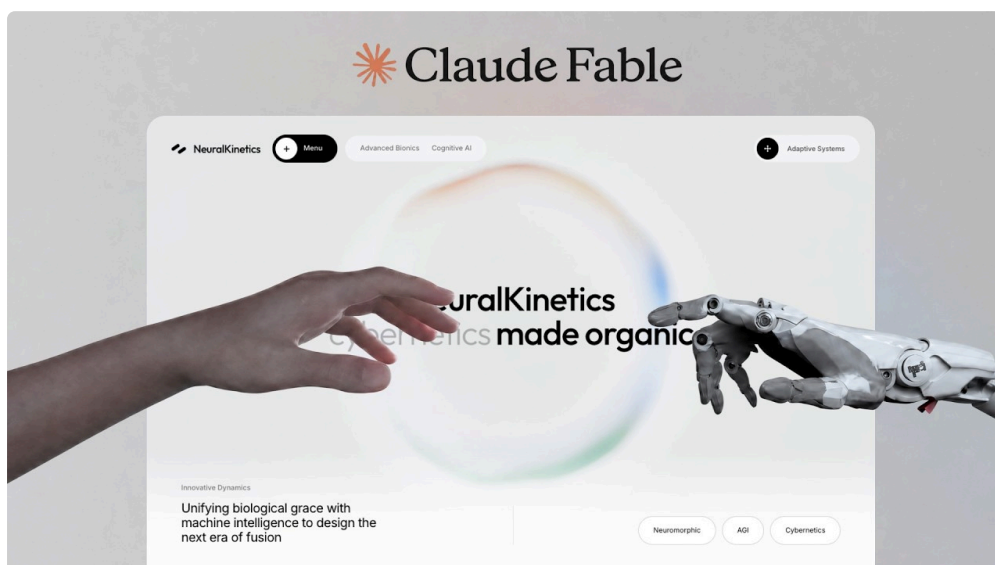 Claude Fable
NeuralKinetics
+ Menu
Advanced Bionics Cognitive AI
Adaptive Systems
made organic
Innovative Dynamics
Unifying biological grace with
machine intelligence to design the
next era of fusion
Neuromorphic AGI Cybernetics